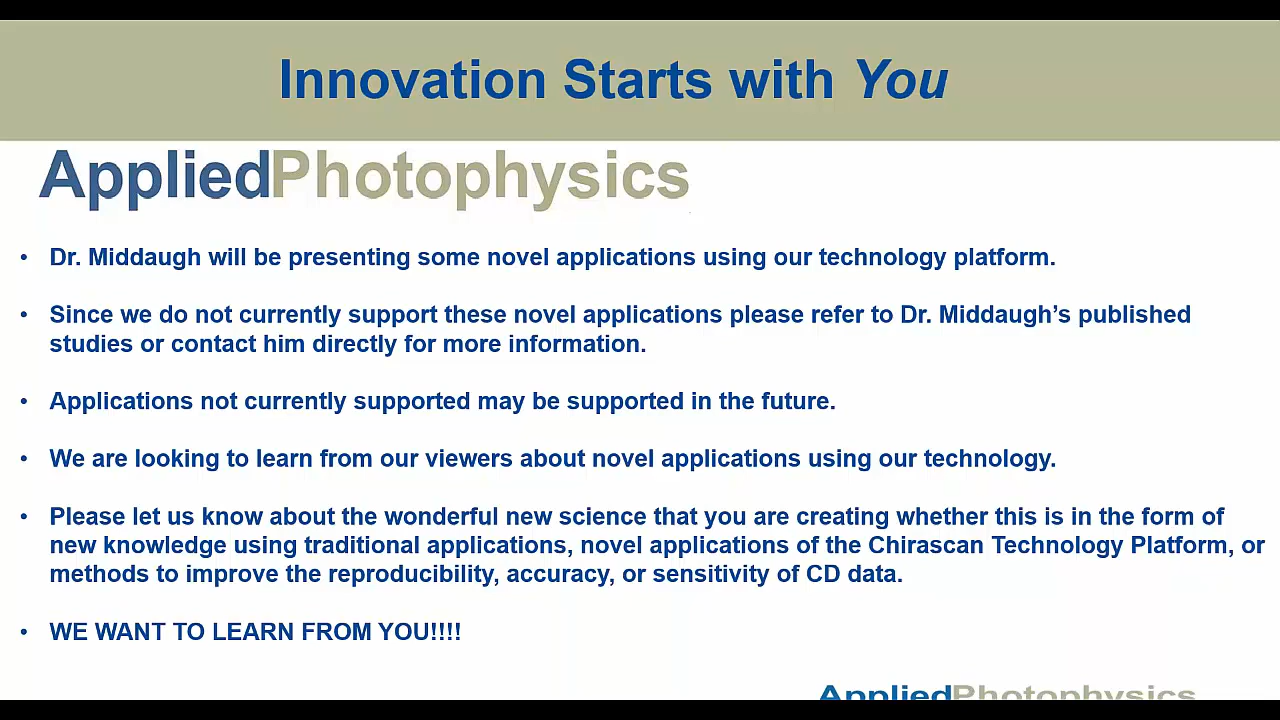 Innovation Starts with You
AppliedPhotophysics
• Dr. Middaugh will be presenting some novel applications using our technology platform.
• Since we do not currently support these novel applications please refer to Dr. Middaugh’s published
studies or contact him directly for more information.
• Applications not currently supported may be supported in the future.
• We are looking to learn from our viewers about novel applications using our technology.
• Please let us know about the wonderful new science that you are creating whether this is in the form of
new knowledge using traditional applications, novel applications of the Chirascan Technology Platform, or
methods to improve the reproducibility, accuracy, or sensitivity of CD data.
• WE WANT TO LEARN FROM YOU!!!!
AppliedPhotophysics